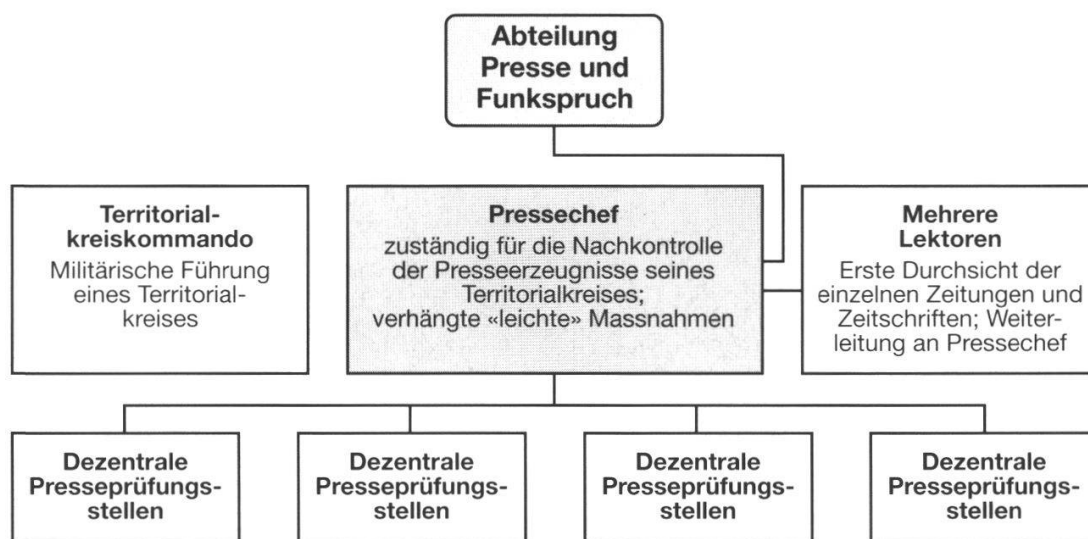 Abteilung
Presse und
Funkspruch
Territorial-
kreiskommando
Militärische Führung
eines Territorial-
kreises
Pressechef
zuständig für die Nachkontrolle
der Presseerzeugnisse seines
Territorialkreises;
verhängte «leichte» Massnahmen
Mehrere
Lektoren
Erste Durchsicht der
einzelnen Zeitungen und
Zeitschriften; Weiter-
leitung an Pressechef
Dezentrale
Presseprüfungs-
stellen
Dezentrale
Presseprüfungs-
stellen
Dezentrale
Presseprüfungs-
stellen
Dezentrale
Presseprüfungs-
stellen